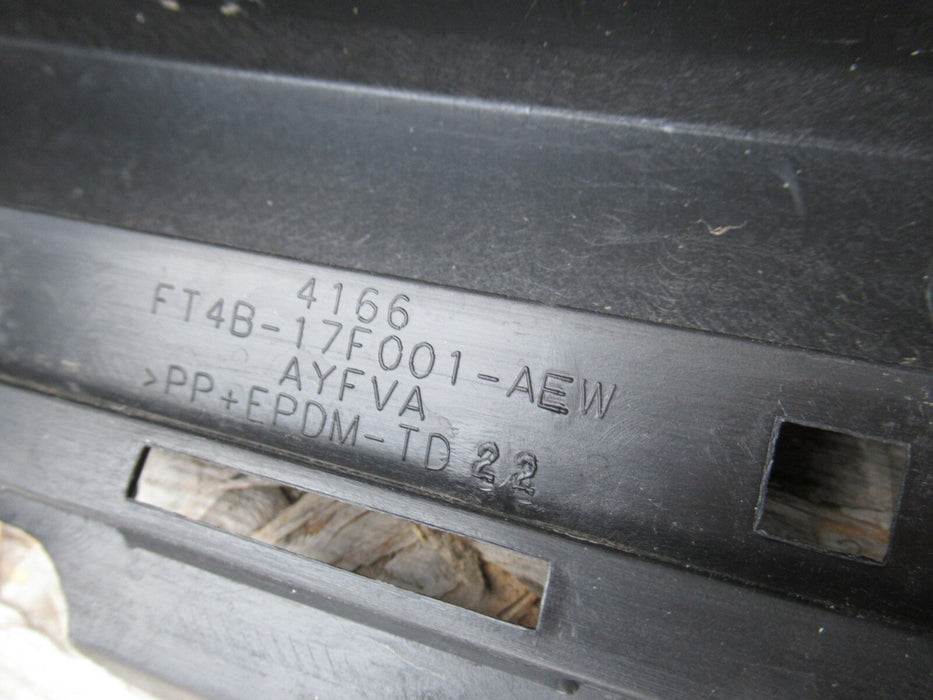 4166
FT4B-17F001-AEW
AYFVA
>PP+EPDM-TD 22